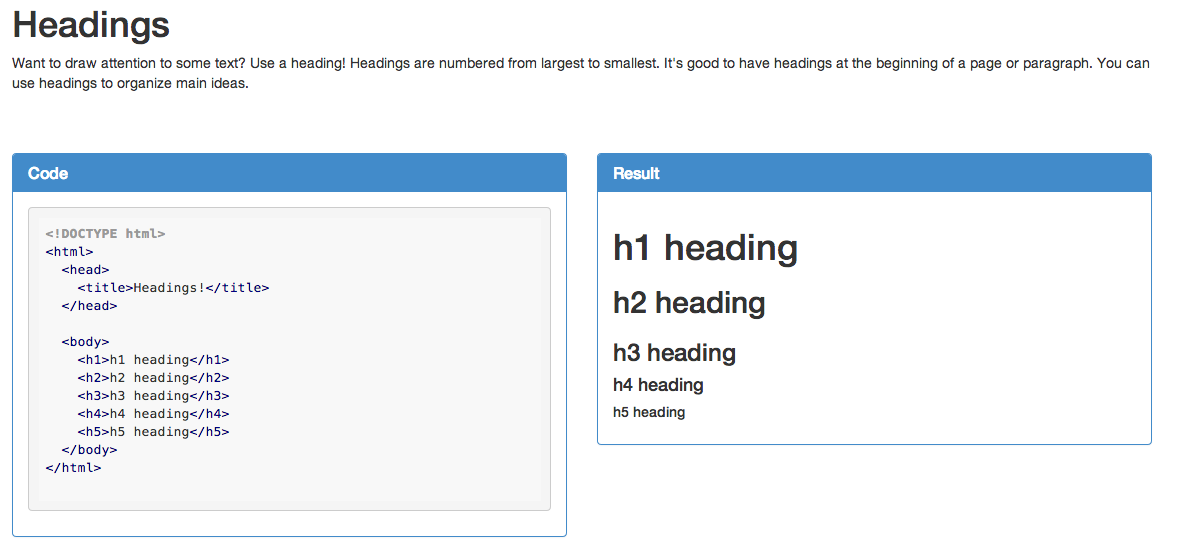 Headings
Want to draw attention to some text? Use a heading! Headings are numbered from largest to smallest. It's good to have headings at the beginning of a page or paragraph. You can
use headings to organize main ideas.
Code
<!DOCTYPE html>
<html>
  <head>
    <title>Headings!</title>
  </head>

  <body>
    <h1>h1 heading</h1>
    <h2>h2 heading</h2>
    <h3>h3 heading</h3>
    <h4>h4 heading</h4>
    <h5>h5 heading</h5>
  </body>
</html>
Result
h1 heading
h2 heading
h3 heading
h4 heading
h5 heading